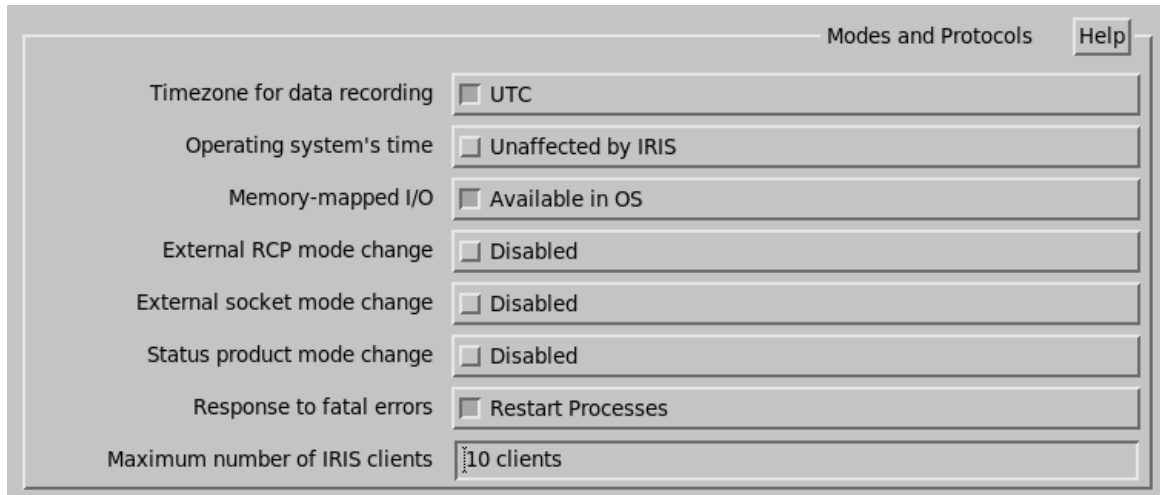 Modes and Protocols Help
Timezone for data recording UTC
Operating system's time Unaffected by IRIS
Memory-mapped I/O Available in OS
External RCP mode change Disabled
External socket mode change Disabled
Status product mode change Disabled
Response to fatal errors Restart Processes
Maximum number of IRIS clients 10 clients